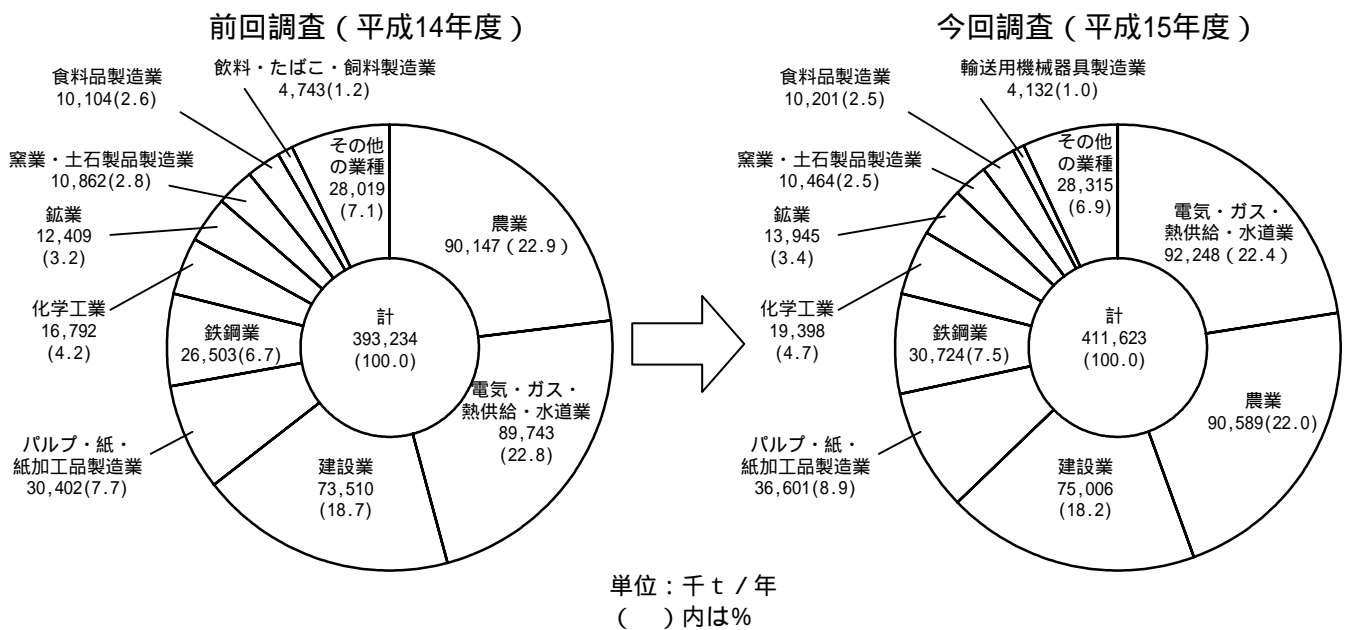 前回調査（平成14年度）
飲料・たばこ・飼料製造業
4,743(1.2)
食料品製造業
10,104(2.6)
窯業・土石製品製造業
10,862(2.8)
鉱業
12,409
(3.2)
化学工業
16,792
(4.2)
鉄鋼業
26,503(6.7)
パルプ・紙・
紙加工品製造業
30,402(7.7)
建設業
73,510
(18.7)
電気・ガス・
熱供給・水道業
89,743
(22.8)
農業
90,147（22.9）
その他
の業種
28,019
(7.1)
計
393,234
(100.0)
今回調査（平成15年度）
輸送用機械器具製造業
4,132(1.0)
食料品製造業
10,201(2.5)
窯業・土石製品製造業
10,464(2.5)
鉱業
13,945
(3.4)
化学工業
19,398
(4.7)
鉄鋼業
30,724(7.5)
パルプ・紙・
紙加工品製造業
36,601(8.9)
建設業
75,006
(18.2)
農業
90,589(22.0)
電気・ガス・
熱供給・水道業
92,248（22.4）
その他
の業種
28,315
(6.9)
計
411,623
(100.0)
単位：千ｔ／年
（　）内は%